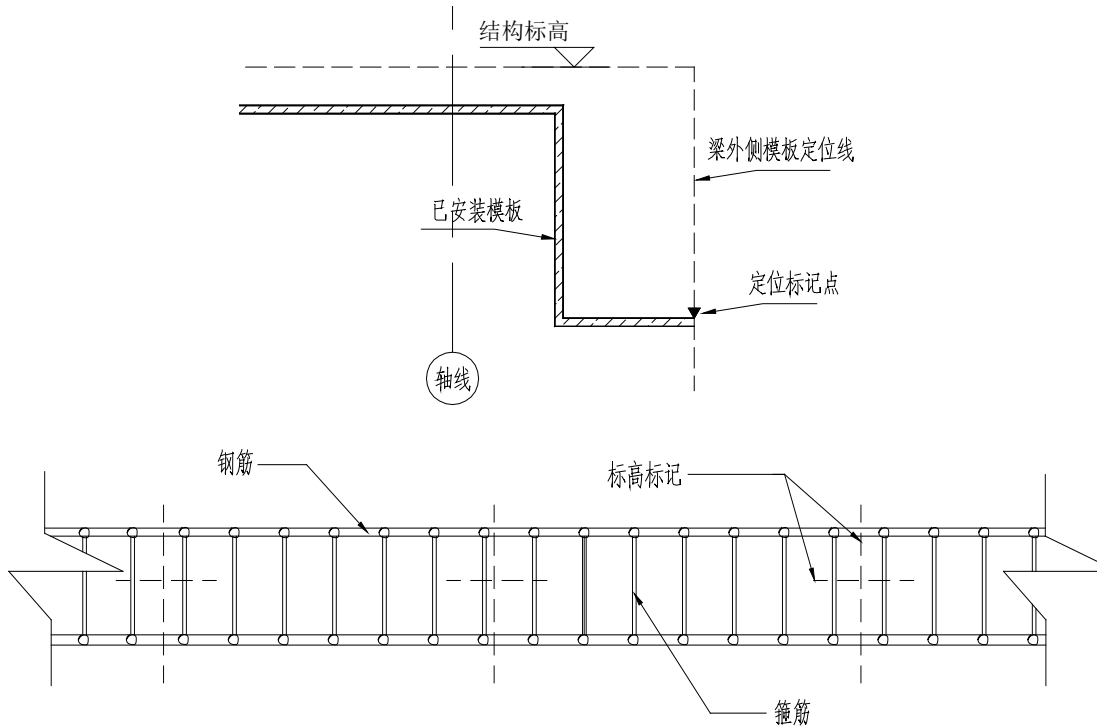 结构标高
梁外侧模板定位线
已安装模板
定位标记点
轴线
钢筋
标高标记
箍筋